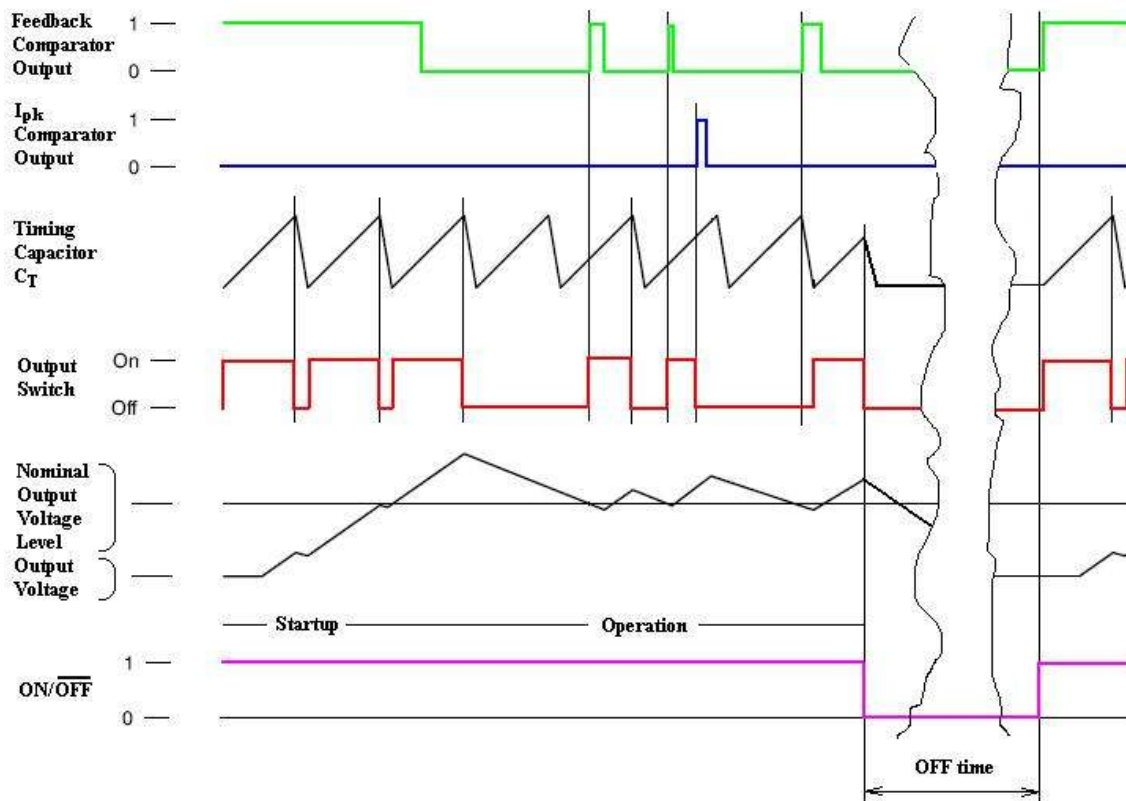 Feedback
Comparator
Output
1
0
Ipk
Comparator
Output
1
0
Timing
Capacitor
CT
Output
Switch
On
Off
Nominal
Output
Voltage
Level
Output
Voltage
Startup
Operation
ON/OFF
1
0
OFF time